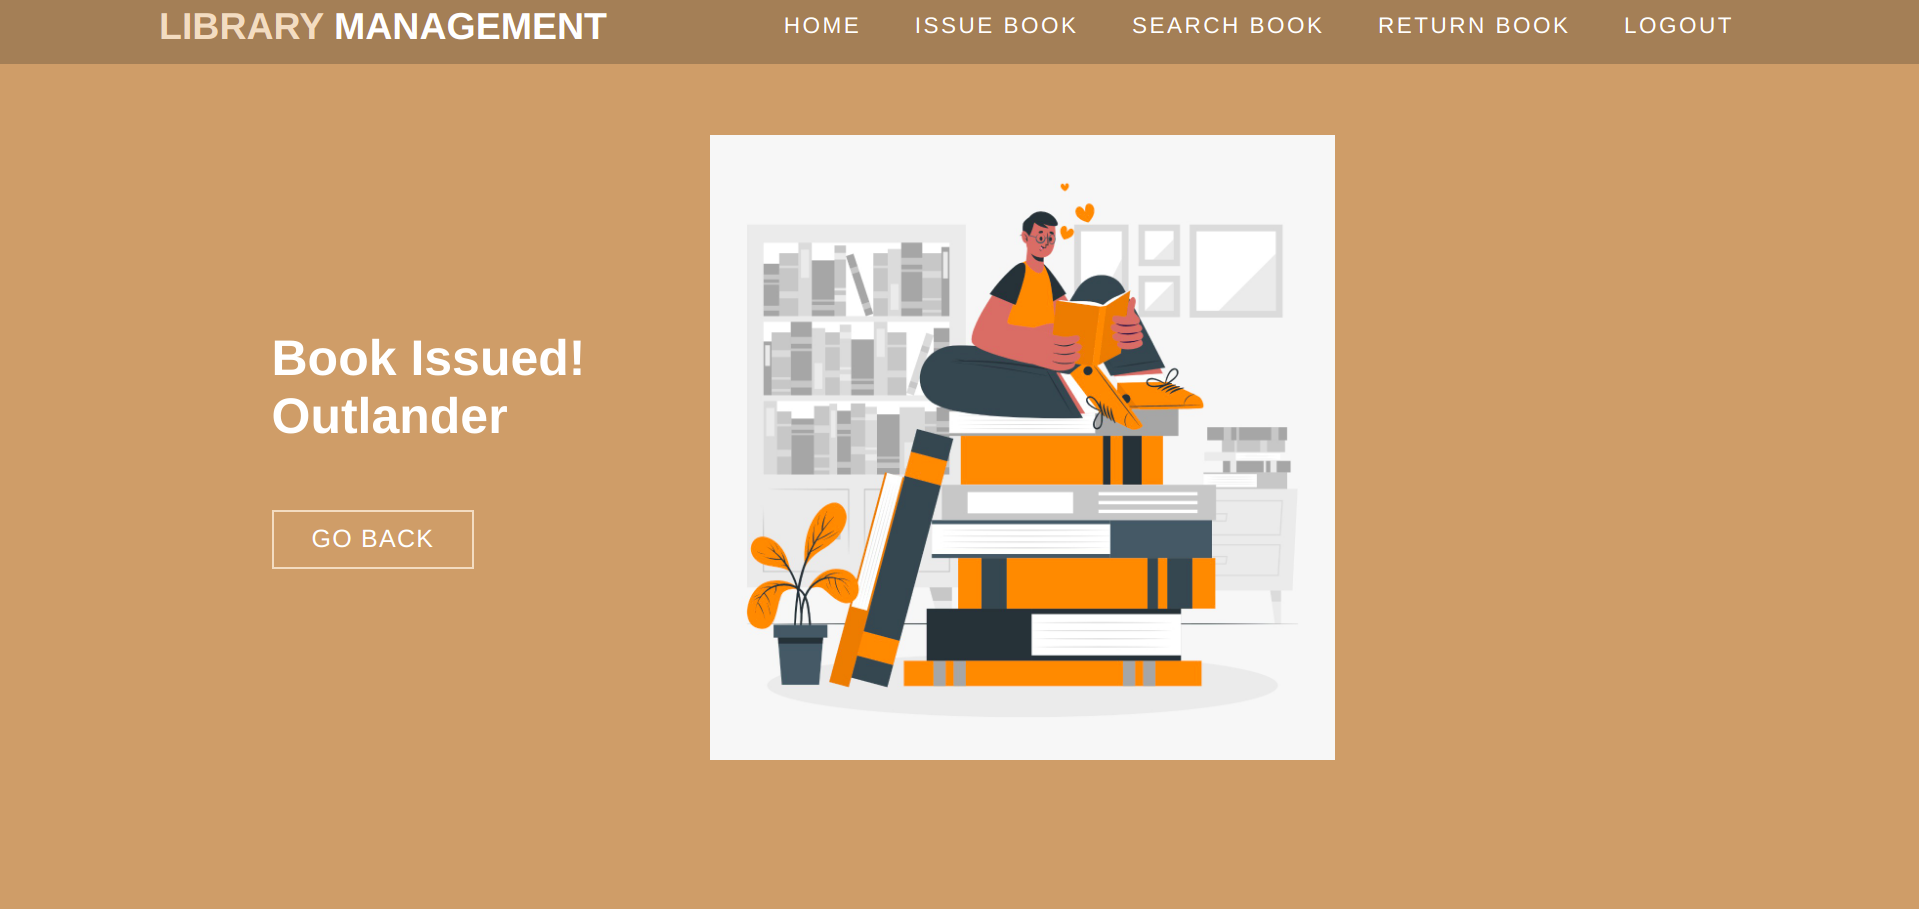 LIBRARY MANAGEMENT HOME ISSUE BOOK SEARCH BOOK RETURN BOOK LOGOUT
Book Issued!
Outlander
GO BACK